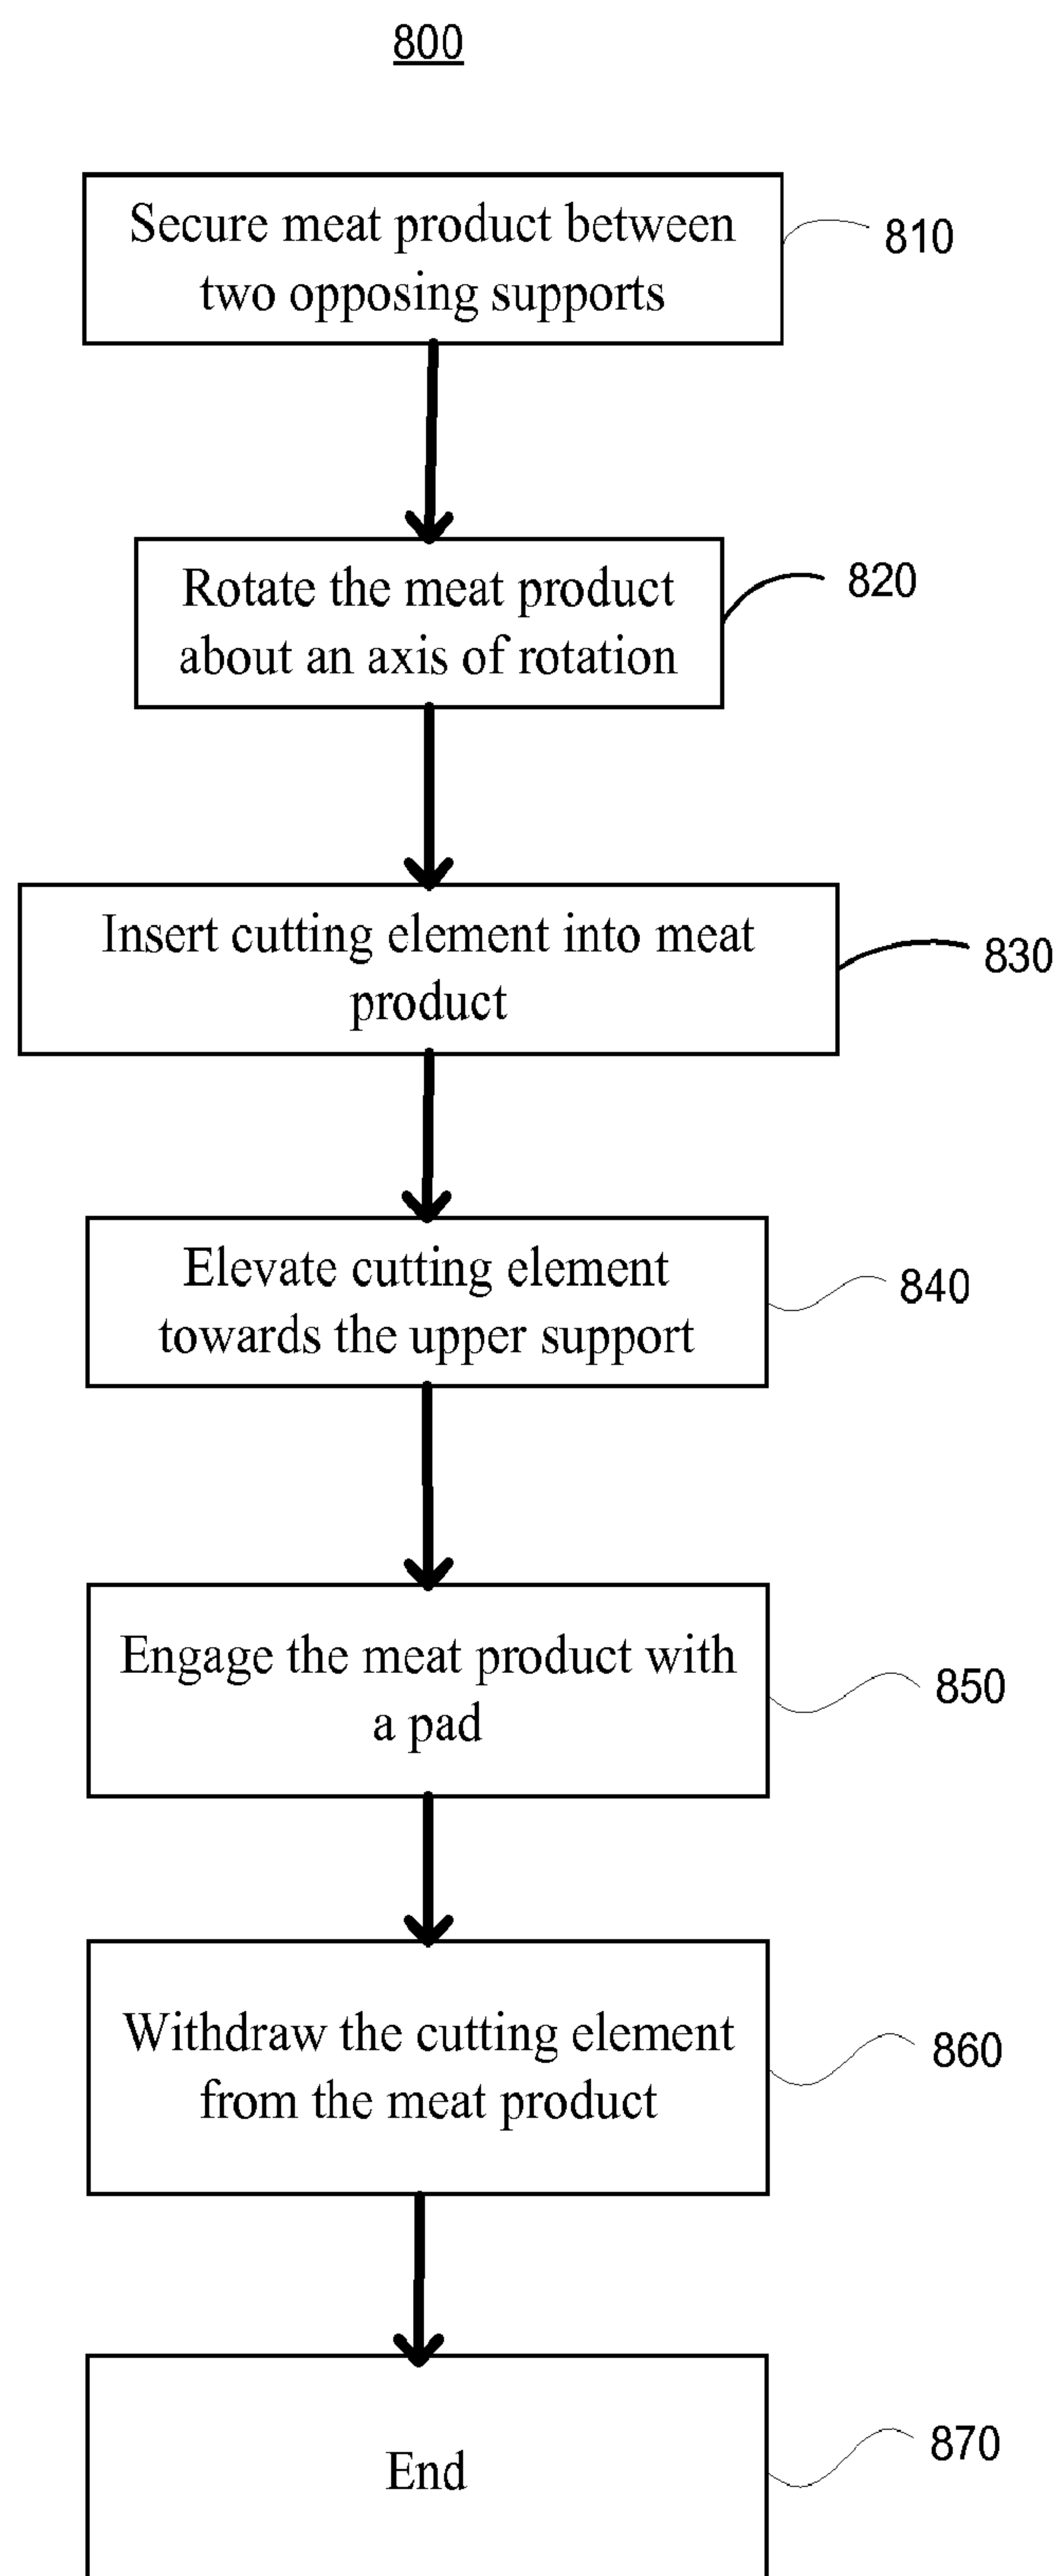 800
Secure meat product between
two opposing supports
810
Rotate the meat product
about an axis of rotation
820
Insert cutting element into meat
product
830
Elevate cutting element
towards the upper support
840
Engage the meat product with
a pad
850
Withdraw the cutting element
from the meat product
860
End
870